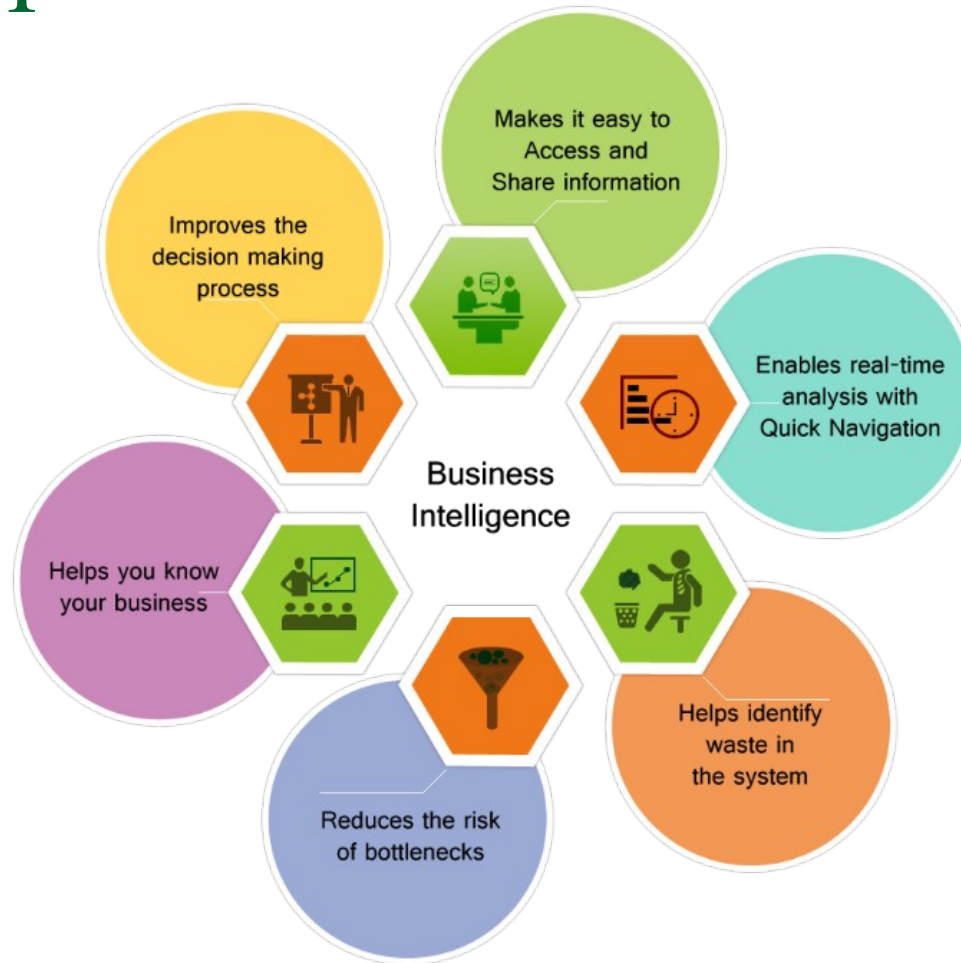 Makes it easy to
Access and
Share information
Improves the
decision making
process
Enables real-time
analysis with
Quick Navigation
Business
Intelligence
Helps you know
your business
Helps identify
waste in
the system
Reduces the risk
of bottlenecks